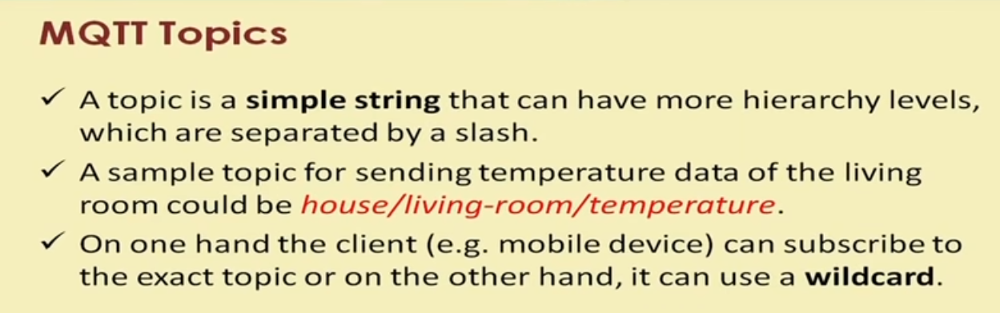 MQTT Topics
✓ A topic is a simple string that can have more hierarchy levels,
which are separated by a slash.
✓ A sample topic for sending temperature data of the living
room could be house/living-room/temperature.
✓ On one hand the client (e.g. mobile device) can subscribe to
the exact topic or on the other hand, it can use a wildcard.